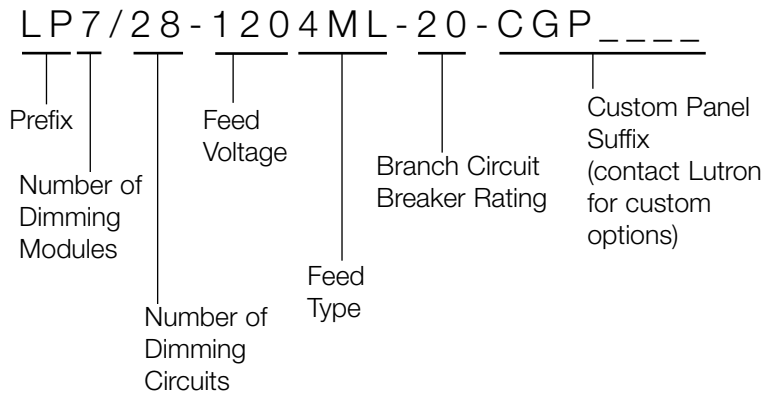 LP7/28-1204ML-20-CGP____
Prefix
Number of
Dimming
Modules
Number of
Dimming
Circuits
Feed
Voltage
Feed
Type
Branch Circuit
Breaker Rating
Custom Panel
Suffix
(contact Lutron
for custom
options)